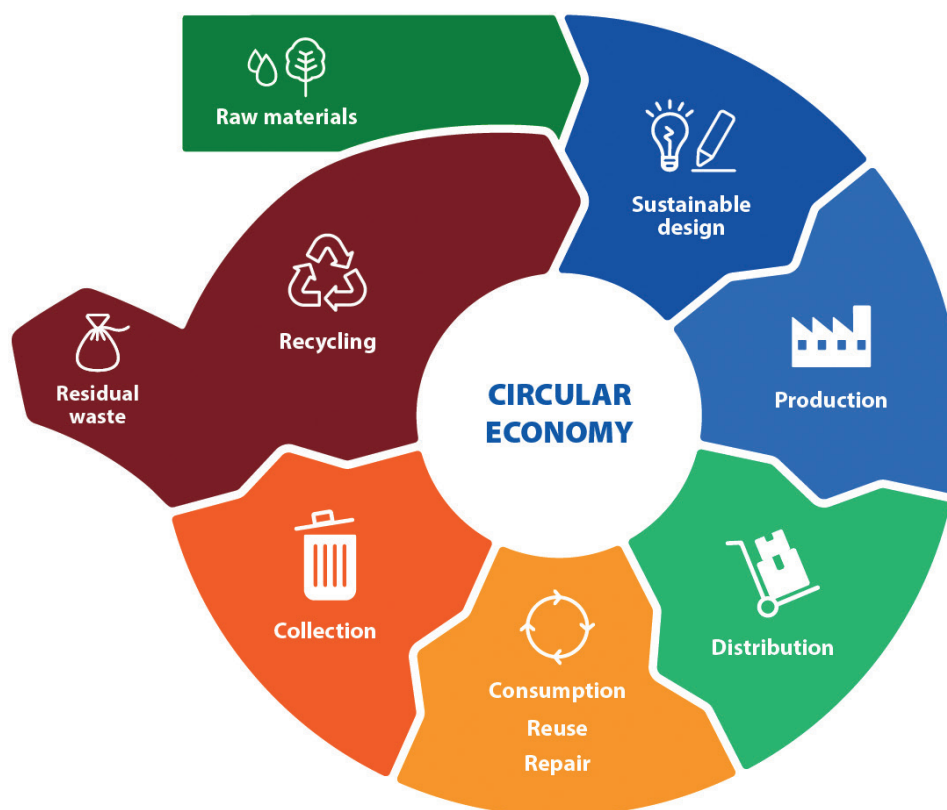 Raw materials
Sustainable
design
Production
Distribution
Consumption
Reuse
Repair
Collection
Recycling
Residual
waste
CIRCULAR
ECONOMY